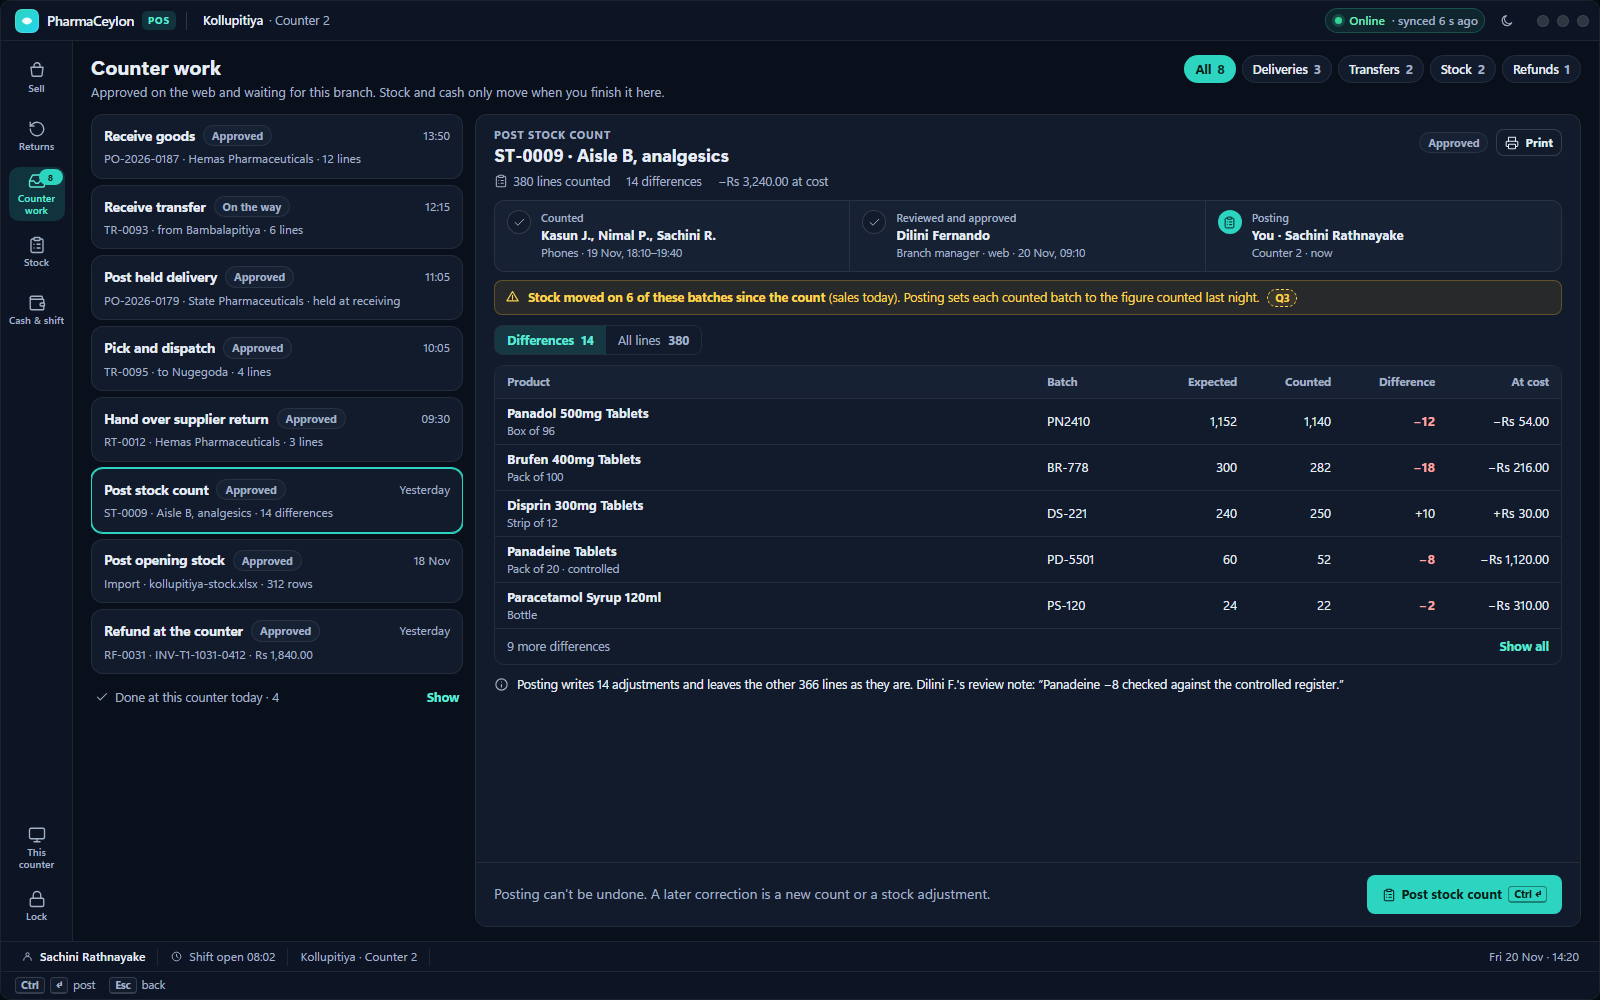 PharmaCeylon POS
Kollupitiya · Counter 2
Online · synced 6 s ago
Sell
Returns
8
Counter work
Stock
Cash & shift
This counter
Lock
Counter work
Approved on the web and waiting for this branch. Stock and cash only move when you finish it here.
All 8
Deliveries 3
Transfers 2
Stock 2
Refunds 1
Receive goods Approved 13:50
PO-2026-0187 · Hemas Pharmaceuticals · 12 lines
Receive transfer On the way 12:15
TR-0093 · from Bambalapitiya · 6 lines
Post held delivery Approved 11:05
PO-2026-0179 · State Pharmaceuticals · held at receiving
Pick and dispatch Approved 10:05
TR-0095 · to Nugegoda · 4 lines
Hand over supplier return Approved 09:30
RT-0012 · Hemas Pharmaceuticals · 3 lines
Post stock count Approved Yesterday
ST-0009 · Aisle B, analgesics · 14 differences
Post opening stock Approved 18 Nov
Import · kollupitiya-stock.xlsx · 312 rows
Refund at the counter Approved Yesterday
RF-0031 · INV-T1-1031-0412 · Rs 1,840.00
Done at this counter today · 4 Show
POST STOCK COUNT
ST-0009 · Aisle B, analgesics
Approved
Print
380 lines counted 14 differences −Rs 3,240.00 at cost
Counted
Kasun J., Nimal P., Sachini R.
Phones · 19 Nov, 18:10–19:40
Reviewed and approved
Dilini Fernando
Branch manager · web · 20 Nov, 09:10
Posting
You · Sachini Rathnayake
Counter 2 · now
Stock moved on 6 of these batches since the count (sales today). Posting sets each counted batch to the figure counted last night. Q3
Differences 14
All lines 380
Product Batch Expected Counted Difference At cost
Panadol 500mg Tablets
Box of 96
PN2410 1,152 1,140 −12 −Rs 54.00
Brufen 400mg Tablets
Pack of 100
BR-778 300 282 −18 −Rs 216.00
Disprin 300mg Tablets
Strip of 12
DS-221 240 250 +10 +Rs 30.00
Panadeine Tablets
Pack of 20 · controlled
PD-5501 60 52 −8 −Rs 1,120.00
Paracetamol Syrup 120ml
Bottle
PS-120 24 22 −2 −Rs 310.00
9 more differences Show all
Posting writes 14 adjustments and leaves the other 366 lines as they are. Dilini F.'s review note: “Panadeine −8 checked against the controlled register.”
Posting can't be undone. A later correction is a new count or a stock adjustment.
Post stock count Ctrl ↵
Sachini Rathnayake
Shift open 08:02
Kollupitiya · Counter 2
Fri 20 Nov · 14:20
Ctrl ↵ post Esc back